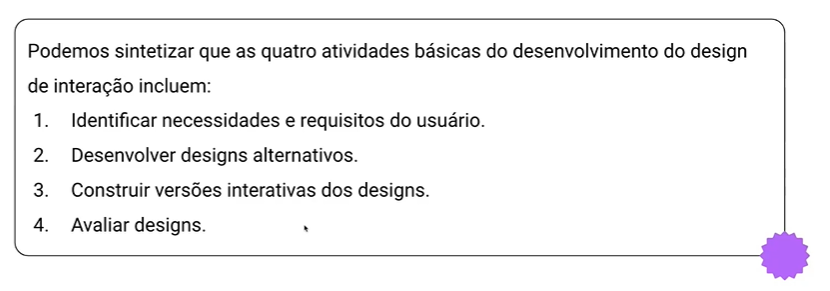 Podemos sintetizar que as quatro atividades básicas do desenvolvimento do design
de interação incluem:
1. Identificar necessidades e requisitos do usuário.
2. Desenvolver designs alternativos.
3. Construir versões interativas dos designs.
4. Avaliar designs.